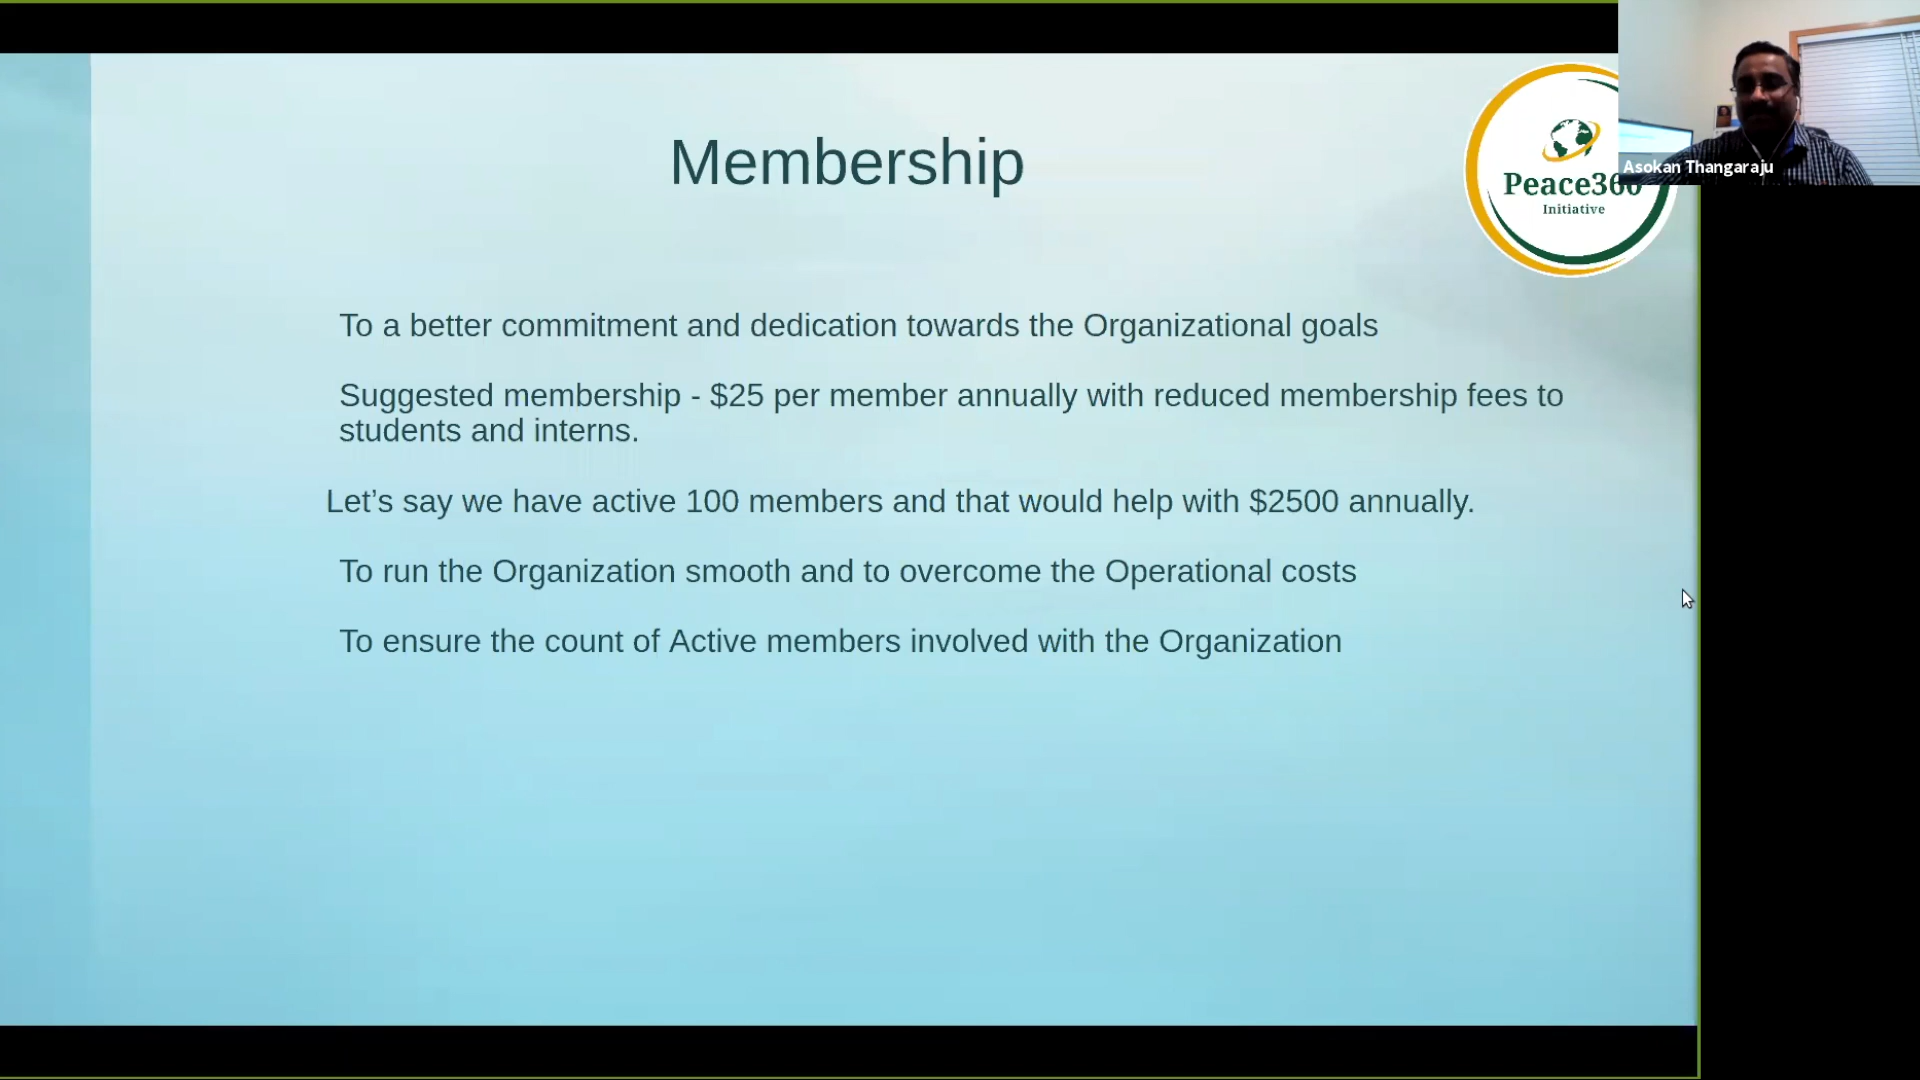 Membership
Peace360
Initiative
Asokan Thangaraju
To a better commitment and dedication towards the Organizational goals
Suggested membership - $25 per member annually with reduced membership fees to
students and interns.
Let’s say we have active 100 members and that would help with $2500 annually.
To run the Organization smooth and to overcome the Operational costs
To ensure the count of Active members involved with the Organization